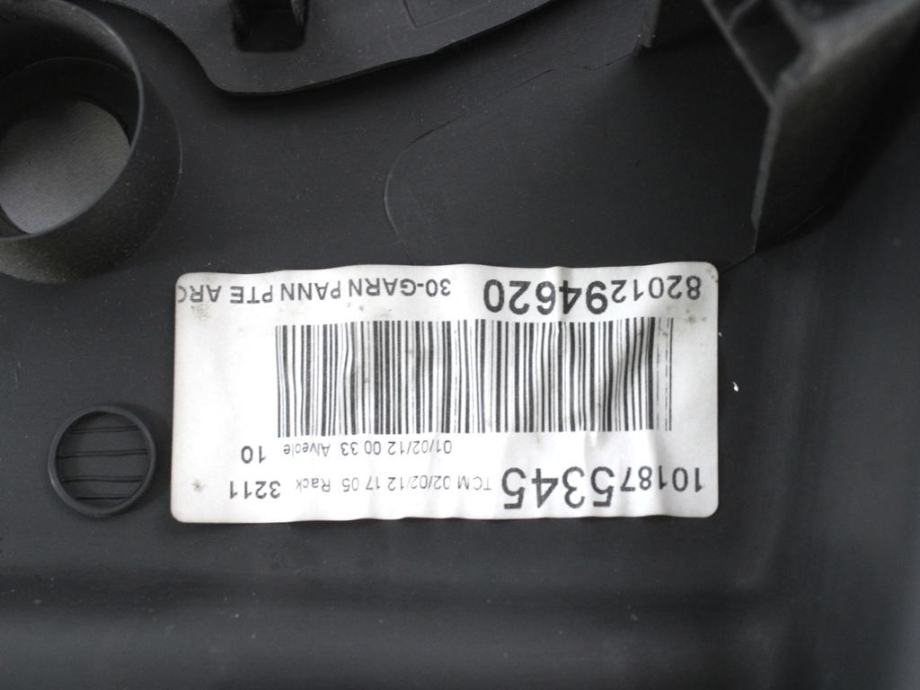 101875345 TCM 02/02/12 17 05 Rack 3211
01/02/12 00 33 Alveole 10
8201294620 30-GARN PANN PTE ARC